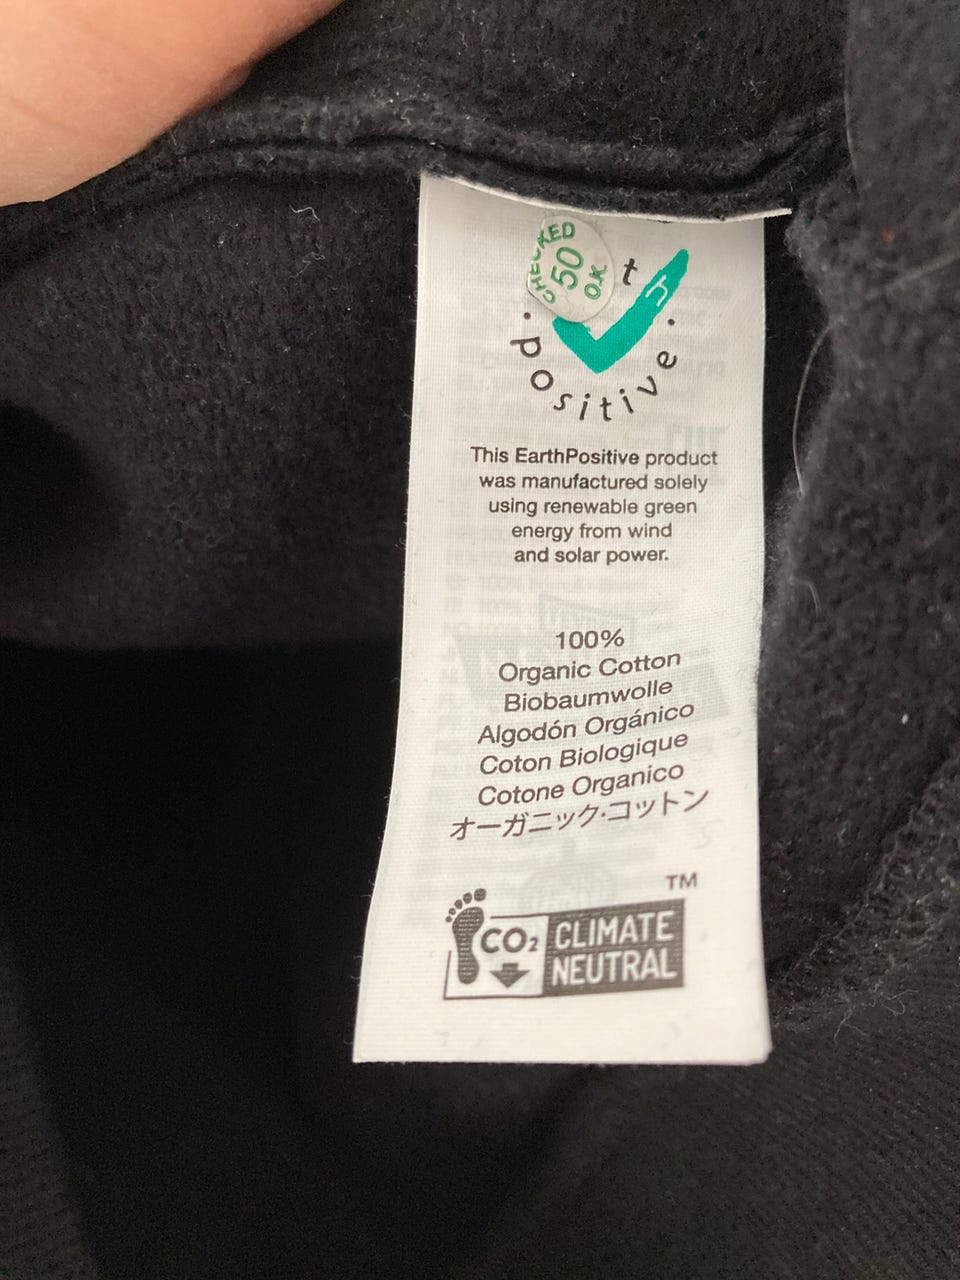 CHECKED
50
O.K.
t
positive
This EarthPositive product
was manufactured solely
using renewable green
energy from wind
and solar power.
100%
Organic Cotton
Biobaumwolle
Algodón Orgánico
Coton Biologique
Cotone Organico
オーガニック・コットン
TM
CO₂
CLIMATE
NEUTRAL